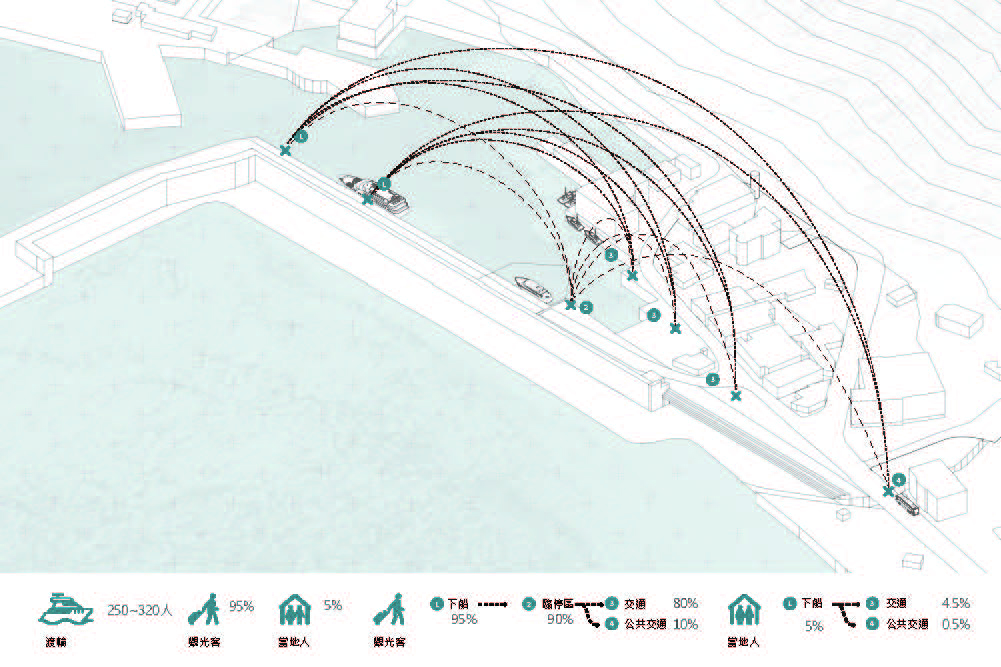 1
1
3
2
3
3
4
250~320人
95%
5%
1 下船
2 臨停區
3 交通
80%
95%
90%
4 公共交通
10%
1 下船
3 交通
4.5%
5%
4 公共交通
0.5%
渡輪
觀光客
當地人
觀光客
當地人